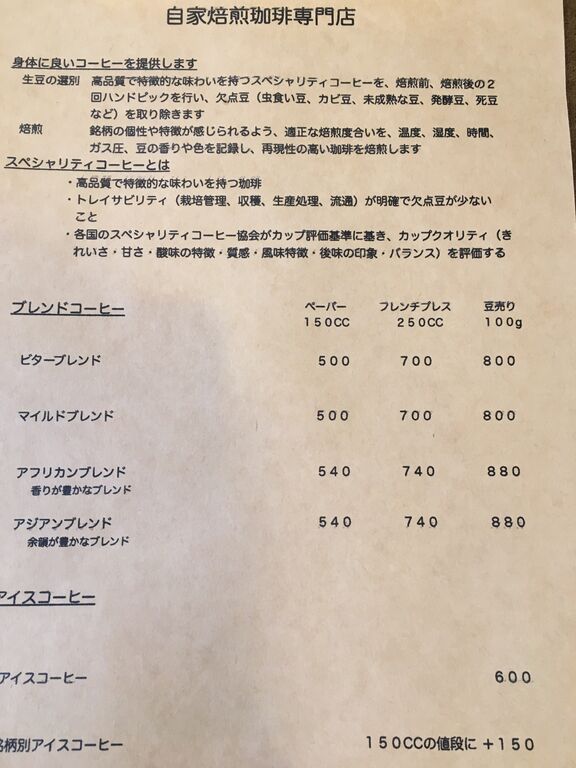 自家焙煎珈琲専門店
身体に良いコーヒーを提供します
生豆の選別 高品質で特徴的な味わいを持つスペシャリティコーヒーを、焙煎前、焙煎後の2
回ハンドピックを行い、欠点豆（虫食い豆、カビ豆、未成熟な豆、発酵豆、死豆
など）を取り除きます
焙煎 銘柄の個性や特徴が感じられるよう、適正な焙煎度合いを、温度、湿度、時間、
ガス圧、豆の香りや色を記録し、再現性の高い珈琲を焙煎します
スペシャリティコーヒーとは
・高品質で特徴的な味わいを持つ珈琲
・トレイサビリティ（栽培管理、収穫、生産処理、流通）が明確で欠点豆が少ない
こと
・各国のスペシャリティコーヒー協会がカップ評価基準に基き、カップクオリティ（き
れいさ・甘さ・酸味の特徴・質感・風味特徴・後味の印象・バランス）を評価する
ブレンドコーヒー ペーパー フレンチプレス 豆売り
150CC 250CC 100g
ビターブレンド 500 700 800
マイルドブレンド 500 700 800
アフリカンブレンド 540 740 880
香りが豊かなブレンド
アジアンブレンド 540 740 880
余韻が豊かなブレンド
アイスコーヒー
アイスコーヒー 600
銘柄別アイスコーヒー 150CCの値段に +150